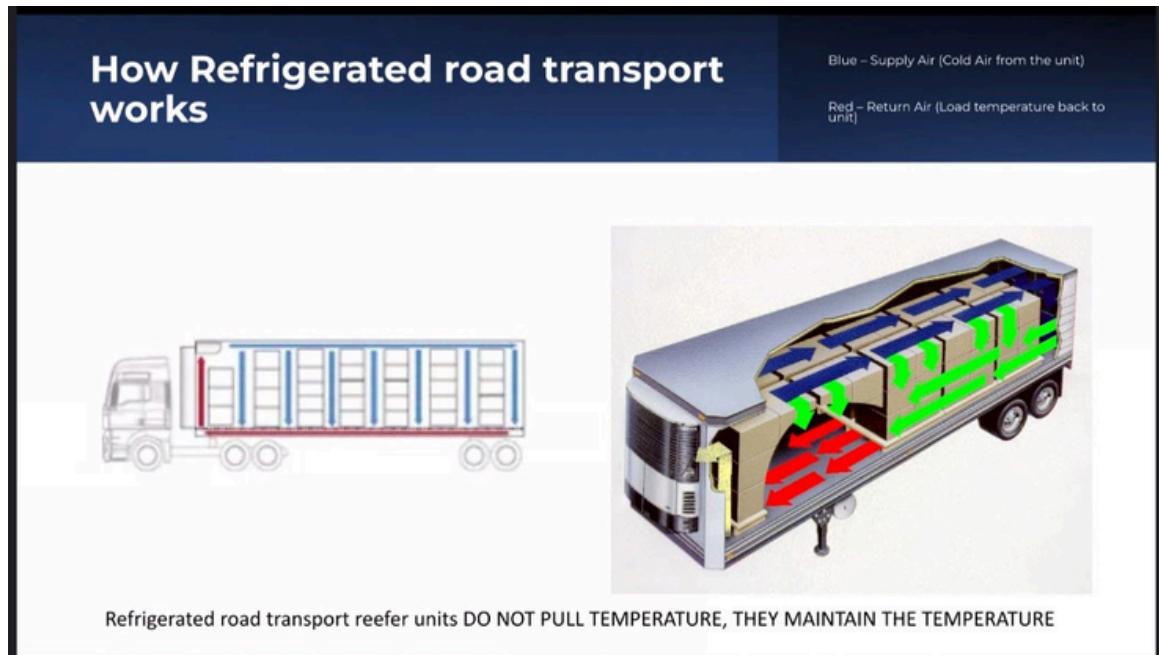 How Refrigerated road transport
works
Blue – Supply Air (Cold Air from the unit)
Red – Return Air (Load temperature back to
unit)
Refrigerated road transport reefer units DO NOT PULL TEMPERATURE, THEY MAINTAIN THE TEMPERATURE